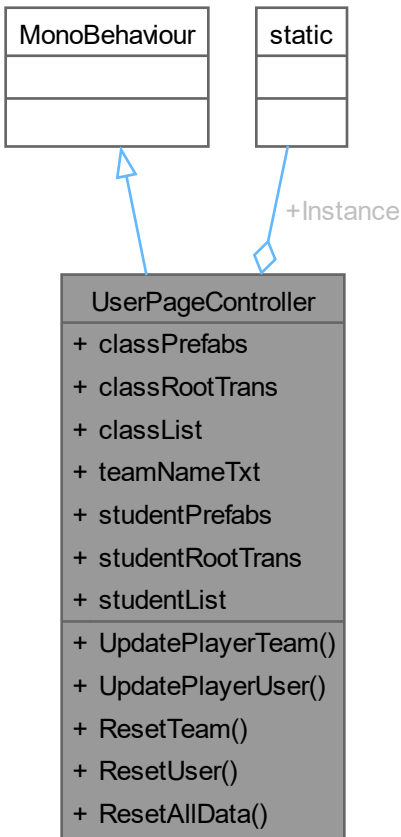 MonoBehaviour
static
+Instance
UserPageController
+ classPrefabs
+ classRootTrans
+ classList
+ teamNameTxt
+ studentPrefabs
+ studentRootTrans
+ studentList
+ UpdatePlayerTeam()
+ UpdatePlayerUser()
+ ResetTeam()
+ ResetUser()
+ ResetAllData()